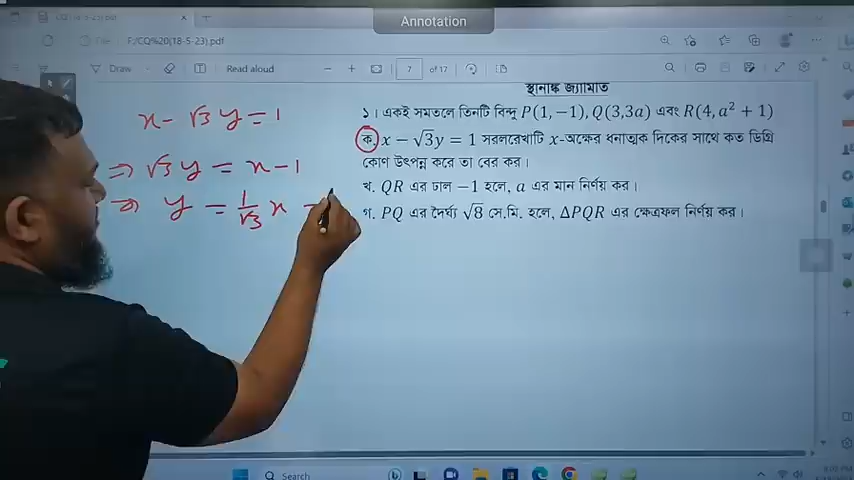 Annotation
F:/CQ%20(18-5-23).pdf
Draw
Read aloud
7 of 17
স্থানাঙ্ক জ্যামিতি
১। একই সমতলে তিনটি বিন্দু P(1, −1), Q(3,3a) এবং R(4, a² + 1)
ক. x − √3y = 1 সরলরেখাটি x-অক্ষের ধনাত্মক দিকের সাথে কত ডিগ্রি
কোণ উৎপন্ন করে তা বের কর।
খ. QR এর ঢাল −1 হলে, a এর মান নির্ণয় কর।
গ. PQ এর দৈর্ঘ্য √8 সে.মি. হলে, ΔPQR এর ক্ষেত্রফল নির্ণয় কর।
x − √3 y = 1
⇒ √3 y = x − 1
⇒ y = 1/√3 x −
Search